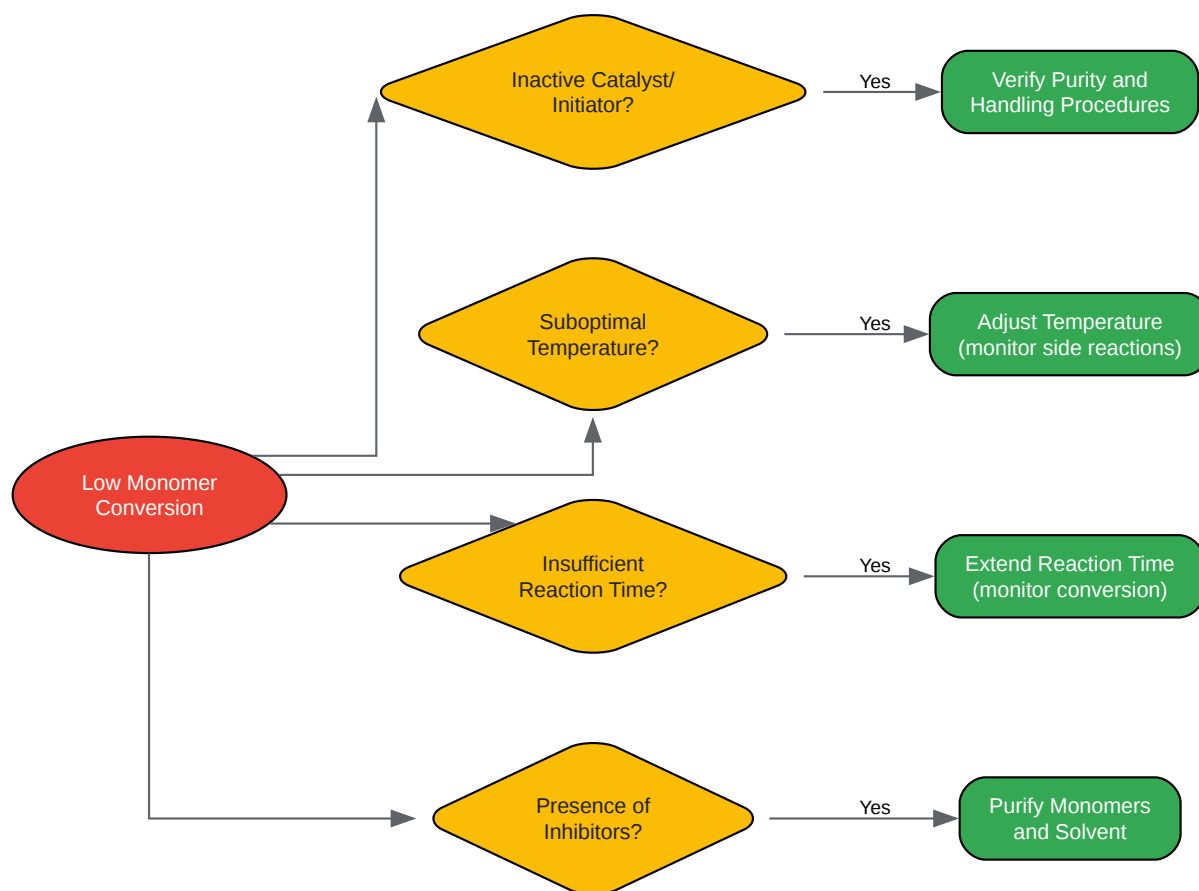 Inactive Catalyst/
Initiator?
Yes
Verify Purity and
Handling Procedures
Suboptimal
Temperature?
Yes
Adjust Temperature
(monitor side reactions)
Low Monomer
Conversion
Insufficient
Reaction Time?
Yes
Extend Reaction Time
(monitor conversion)
Presence of
Inhibitors?
Yes
Purify Monomers
and Solvent